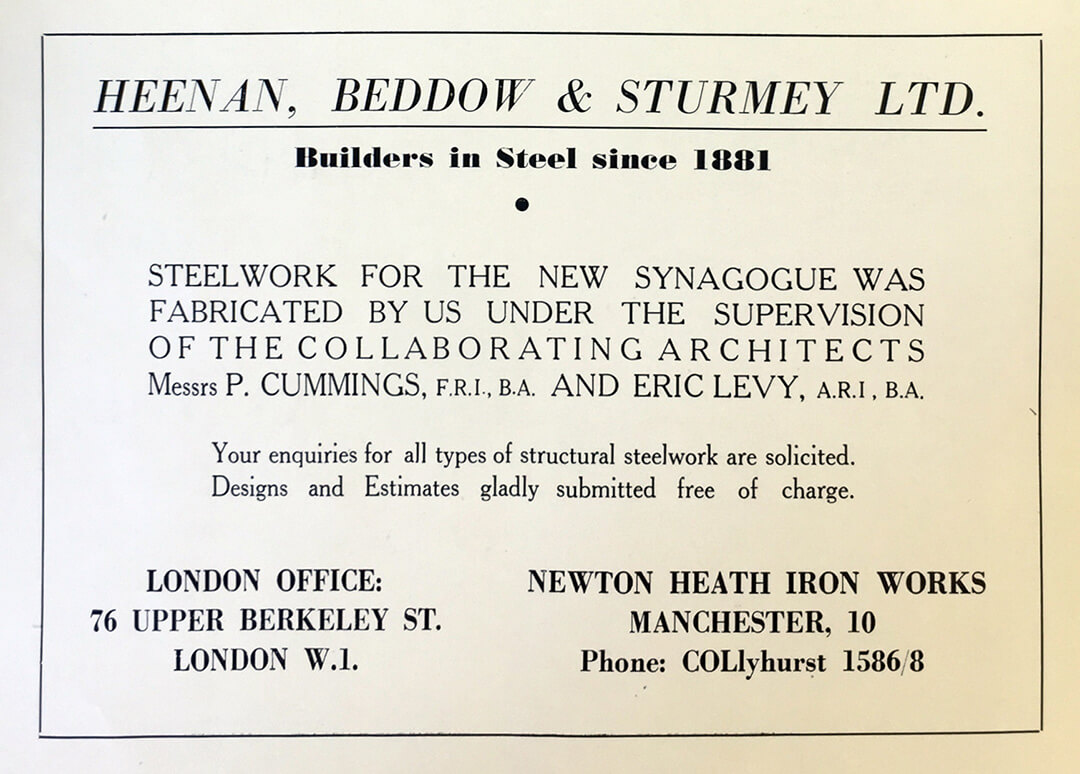 HEENAN, BEDDOW & STURMEY LTD.
Builders in Steel since 1881
STEELWORK FOR THE NEW SYNAGOGUE WAS
FABRICATED BY US UNDER THE SUPERVISION
OF THE COLLABORATING ARCHITECTS
Messrs P. CUMMINGS, F.R.I., B.A. AND ERIC LEVY, A.R.I, B.A.
Your enquiries for all types of structural steelwork are solicited.
Designs and Estimates gladly submitted free of charge.
LONDON OFFICE:
76 UPPER BERKELEY ST.
LONDON W.1.
NEWTON HEATH IRON WORKS
MANCHESTER, 10
Phone: COLlyhurst 1586/8